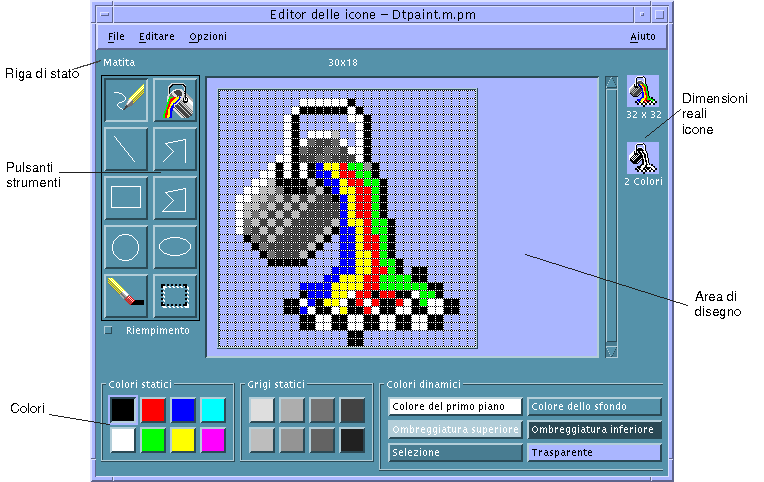 Editor delle icone – Dtpaint.m.pm
File Editare Opzioni Aiuto
Riga di stato
Matita 30x18
Pulsanti
strumenti
32 x 32
2 Colori
Dimensioni
reali
icone
Area di
disegno
Riempimento
Colori
Colori statici
Grigi statici
Colori dinamici
Colore del primo piano
Colore dello sfondo
Ombreggiatura superiore
Ombreggiatura inferiore
Selezione
Trasparente